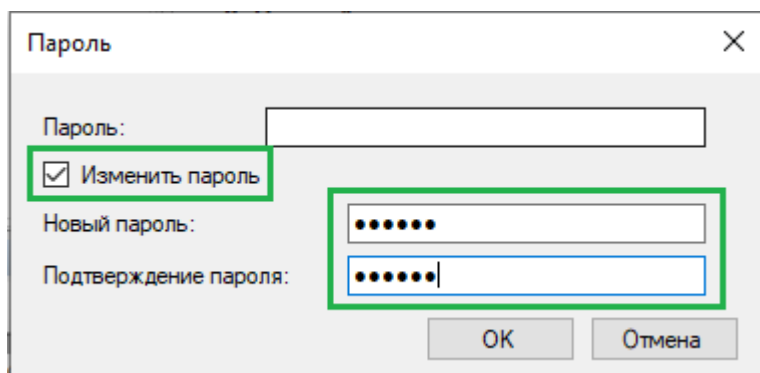 Пароль
Пароль:
Изменить пароль
Новый пароль: ••••••
Подтверждение пароля: ••••••
OK Отмена